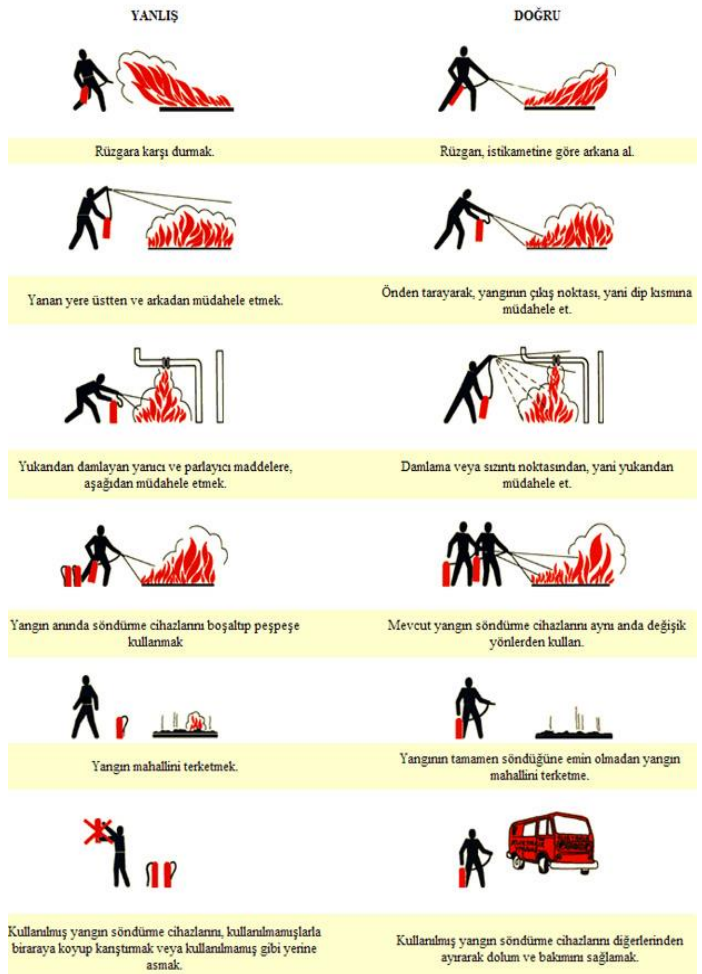 YANLIŞ
DOĞRU
Rüzgara karşı durmak.
Rüzgarı, istikametine göre arkana al.
Yanan yere üstten ve arkadan müdahele etmek.
Önden tarayarak, yangının çıkış noktası, yani dip kısmına
müdahele et.
Yukarıdan damlayan yanıcı ve parlayıcı maddelere,
aşağıdan müdahele etmek.
Damlama veya sızıntı noktasından, yani yukarıdan
müdahele et.
Yangın anında söndürme cihazlarını boşaltıp peşpeşe
kullanmak
Mevcut yangın söndürme cihazlarını aynı anda değişik
yönlerden kullan.
Yangın mahallini terketmek.
Yangının tamamen söndüğüne emin olmadan yangın
mahallini terketme.
Kullanılmış yangın söndürme cihazlarını, kullanılmamışlarla
biraraya koyup karıştırmak veya kullanılmamış gibi yerine
asmak.
Kullanılmış yangın söndürme cihazlarını diğerlerinden
ayırarak dolum ve bakımını sağlamak.